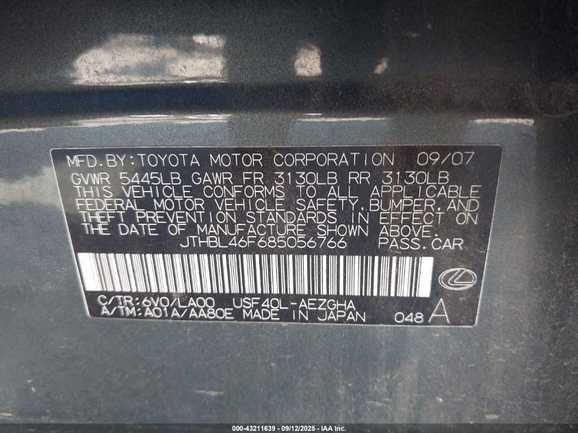 MFD. BY: TOYOTA MOTOR CORPORATION 09/07
GVWR 5445LB GAWR FR 3130LB RR 3130LB
THIS VEHICLE CONFORMS TO ALL APPLICABLE
FEDERAL MOTOR VEHICLE SAFETY, BUMPER, AND
THEFT PREVENTION STANDARDS IN EFFECT ON
THE DATE OF MANUFACTURE SHOWN ABOVE.
JTHBL46F685056766 PASS. CAR
C/TR: 6V0/LA00 USF40L-AEZGHA
A/TM: A01A/AA80E MADE IN JAPAN 048 A
000-43211639 - 09/12/2025 - IAA Inc.